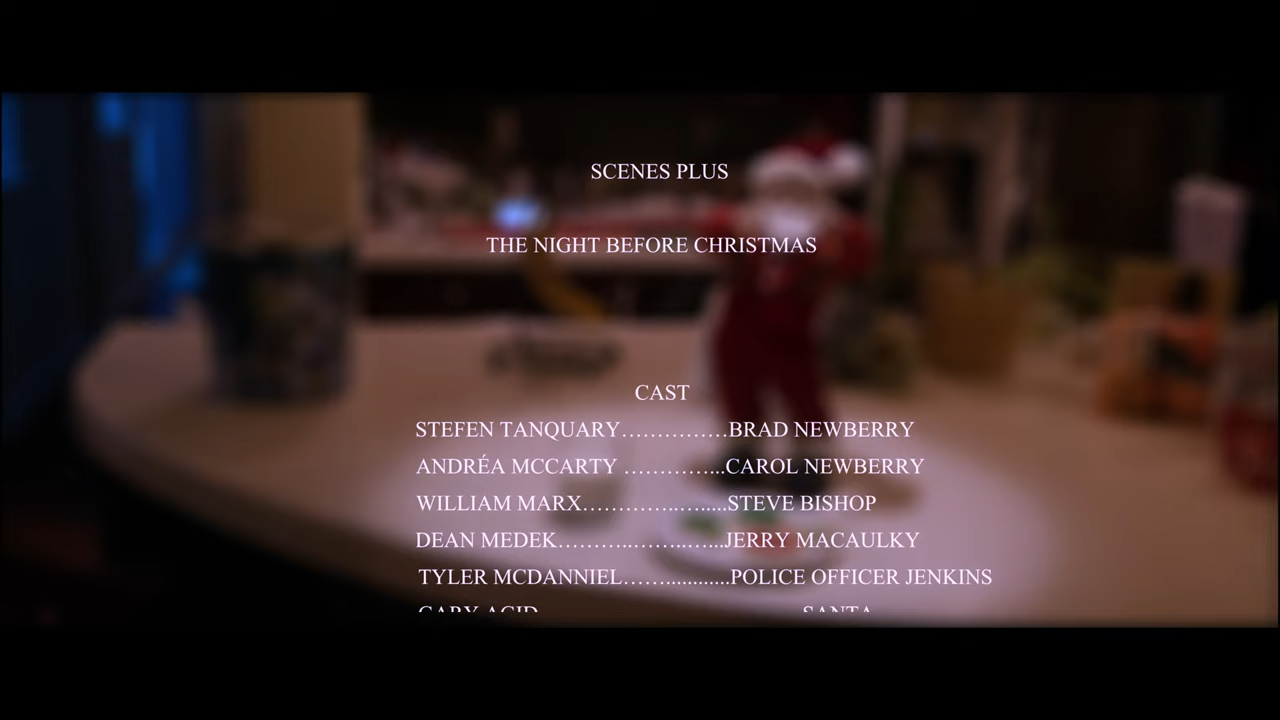 SCENES PLUS
THE NIGHT BEFORE CHRISTMAS
CAST
STEFEN TANQUARY……………BRAD NEWBERRY
ANDRÉA MCCARTY …………...CAROL NEWBERRY
WILLIAM MARX…………..….....STEVE BISHOP
DEAN MEDEK………..……..…...JERRY MACAULKY
TYLER MCDANNIEL……............POLICE OFFICER JENKINS
SANTA